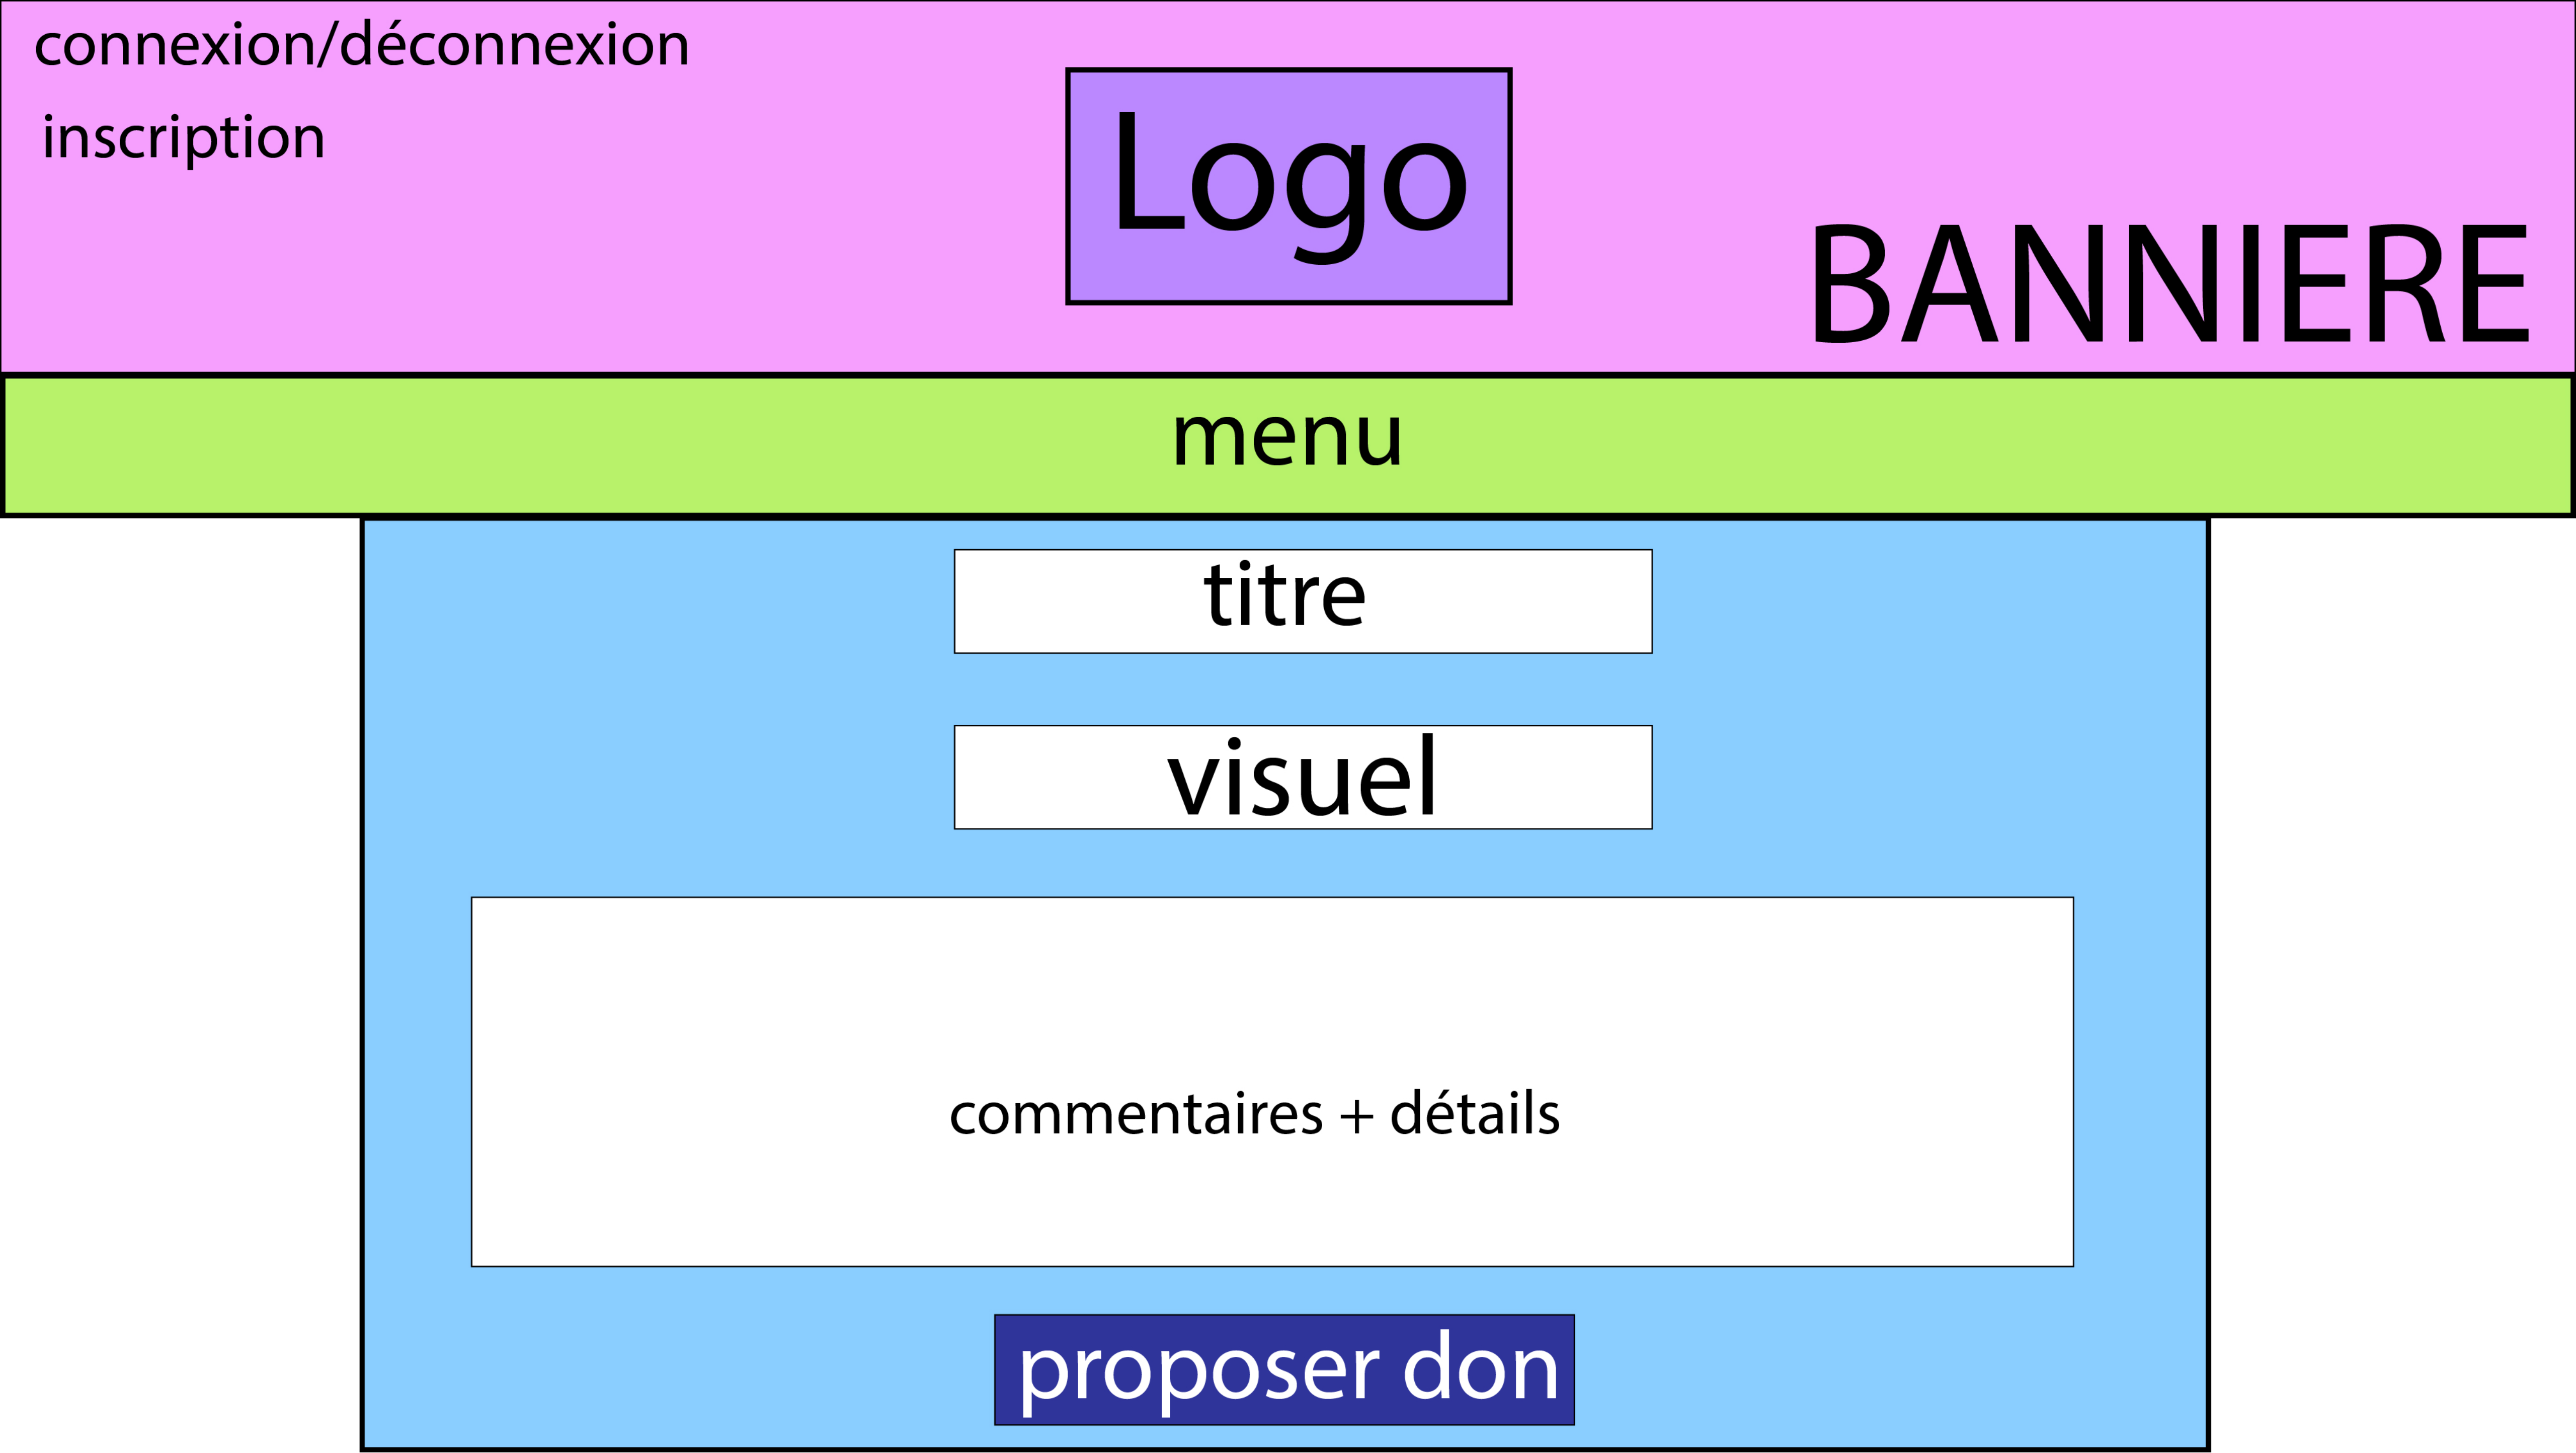 connexion/déconnexion
inscription
Logo
BANNIERE
menu
titre
visuel
commentaires + détails
proposer don